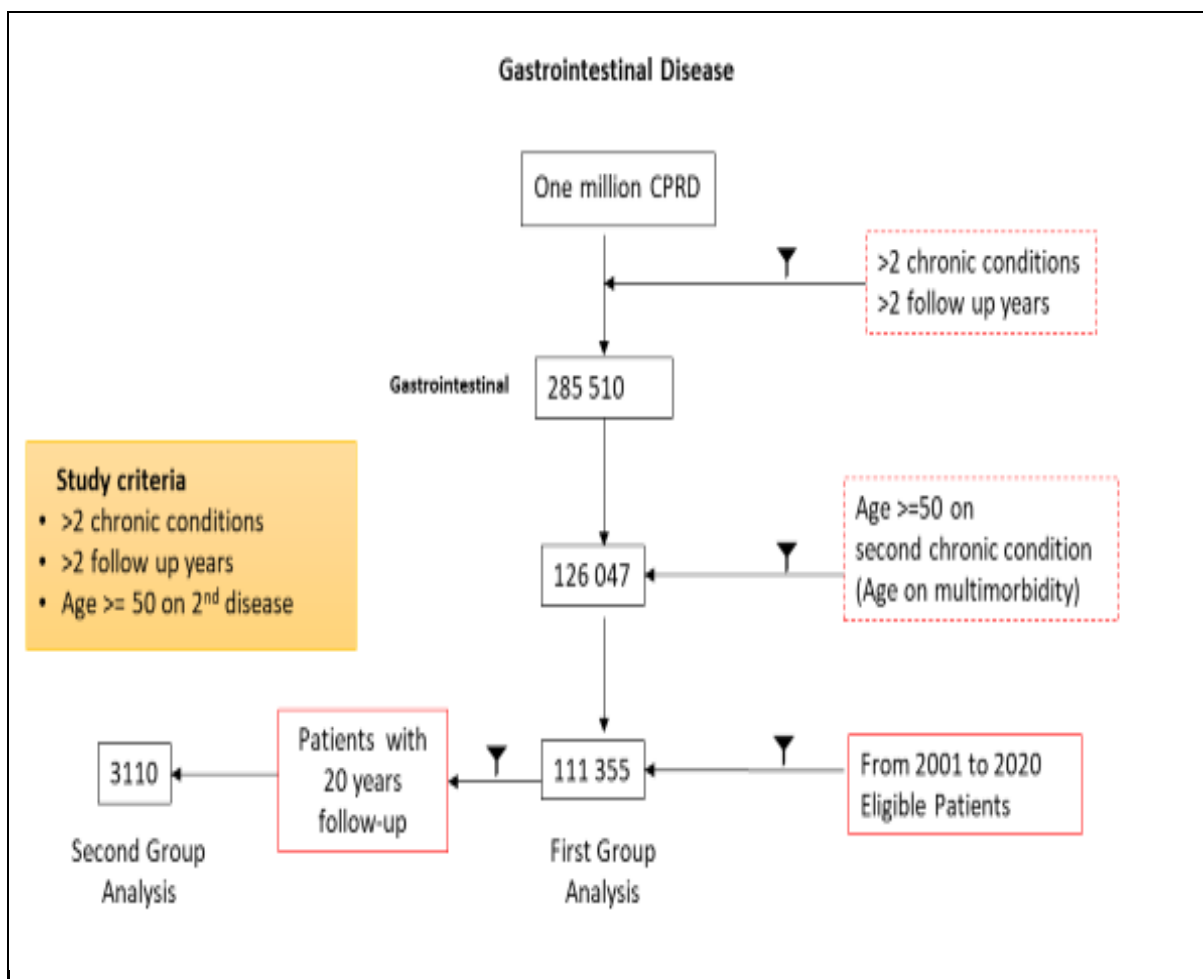 Gastrointestinal Disease
One million CPRD
>2 chronic conditions
>2 follow up years
Gastrointestinal
285 510
Study criteria
• >2 chronic conditions
• >2 follow up years
• Age >= 50 on 2nd disease
Age >=50 on
second chronic condition
(Age on multimorbidity)
126 047
Patients with
20 years
follow-up
3110
111 355
From 2001 to 2020
Eligible Patients
Second Group
Analysis
First Group
Analysis